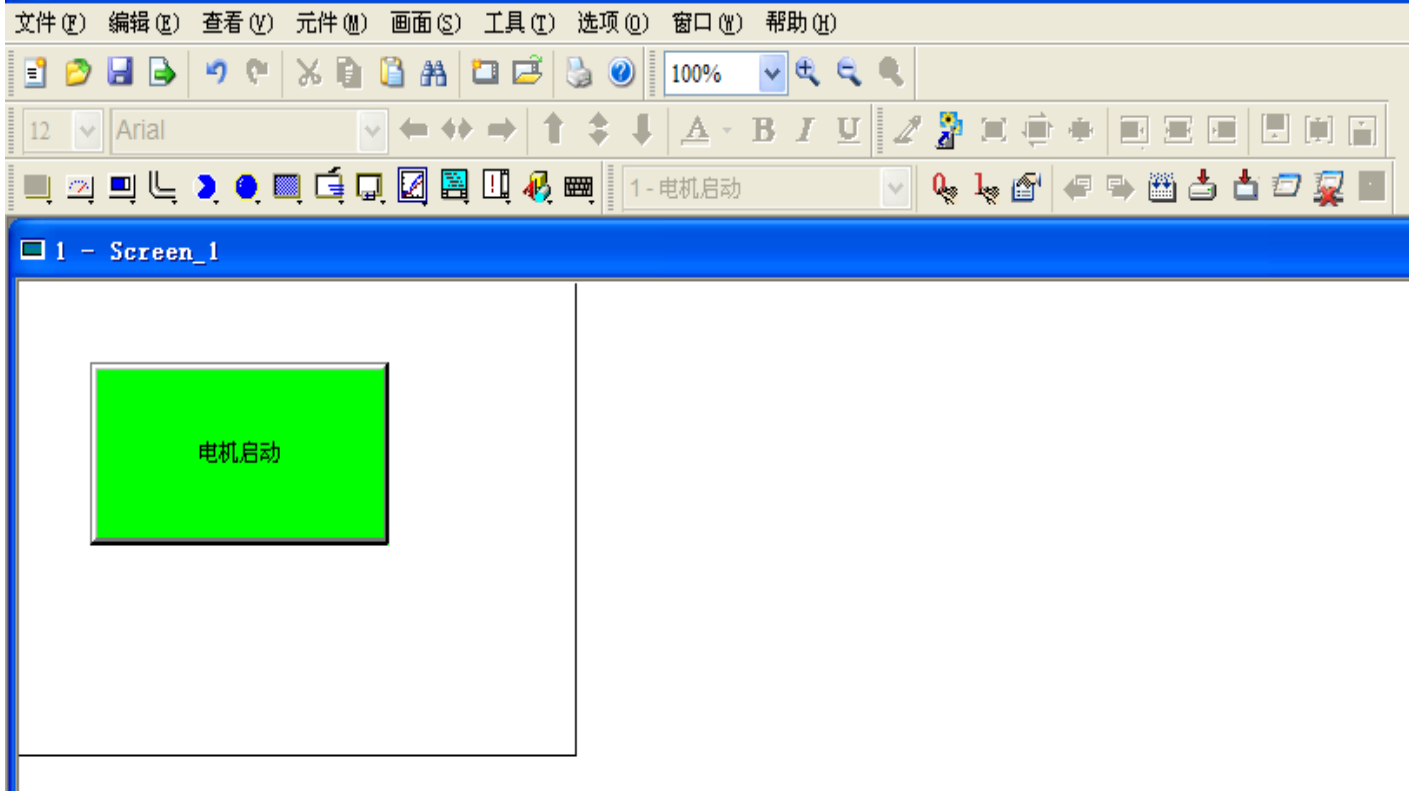 文件(F) 编辑(E) 查看(V) 元件(M) 画面(S) 工具(T) 选项(O) 窗口(W) 帮助(H)
100%
12 Arial A B I U
1 - 电机启动
1 - Screen_1
电机启动